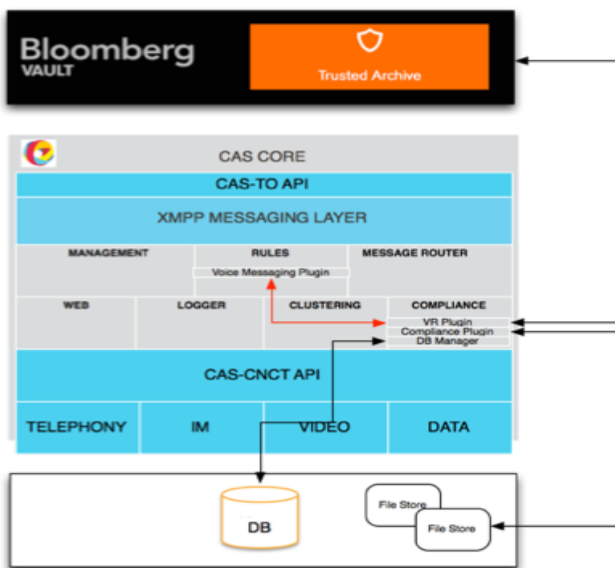 Bloomberg
VAULT
Trusted Archive
CAS CORE
CAS-TO API
XMPP MESSAGING LAYER
MANAGEMENT
RULES
MESSAGE ROUTER
Voice Messaging Plugin
WEB
LOGGER
CLUSTERING
COMPLIANCE
VR Plugin
Compliance Plugin
DB Manager
CAS-CNCT API
TELEPHONY
IM
VIDEO
DATA
DB
File Store
File Store